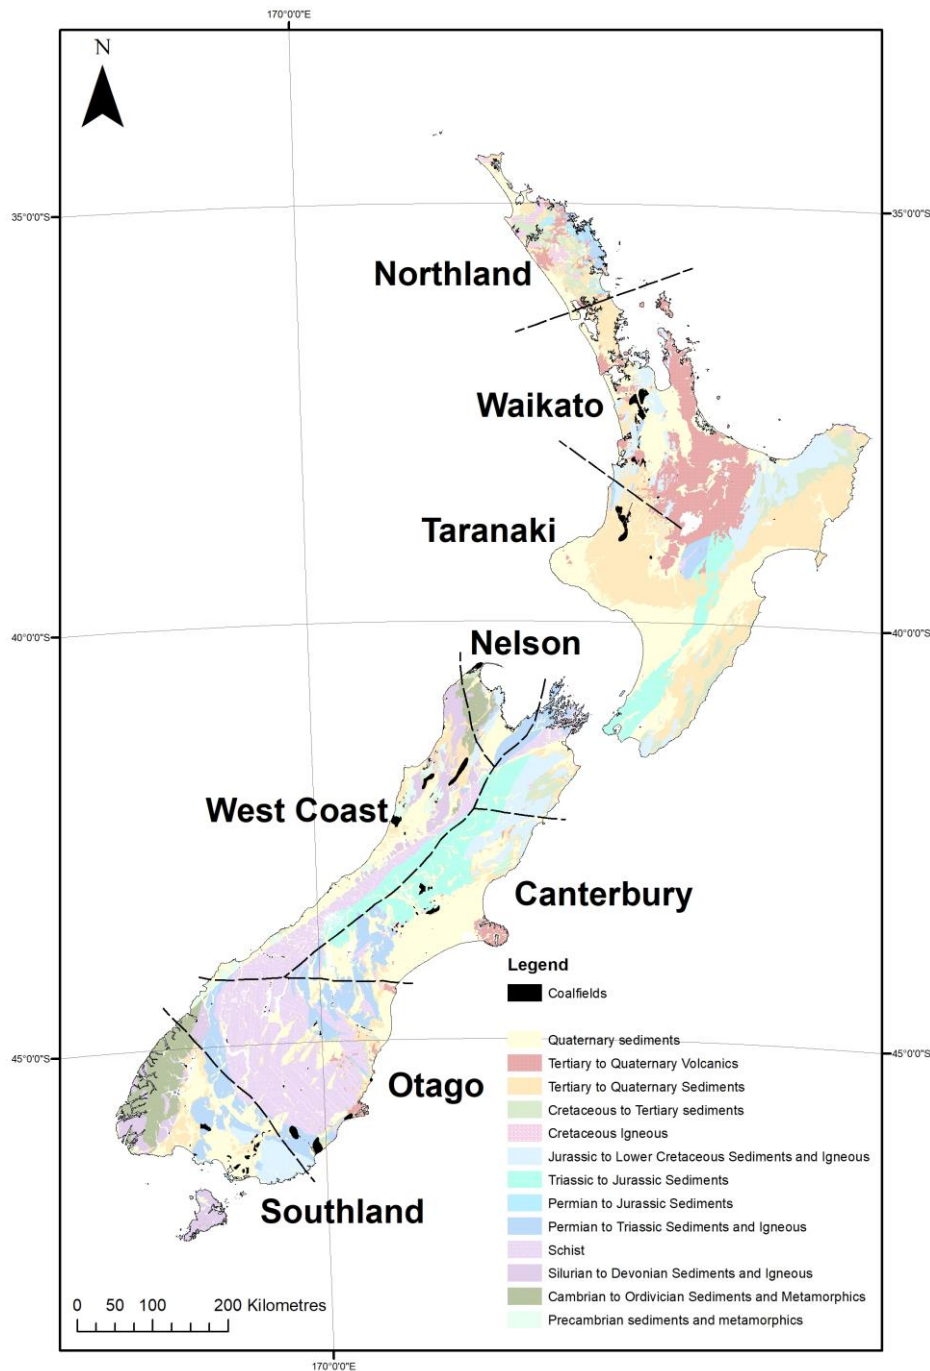 170°0'0"E
N
35°0'0"S
35°0'0"S
Northland
Waikato
Taranaki
40°0'0"S
40°0'0"S
Nelson
West Coast
Canterbury
Legend
Coalfields
Quaternary sediments
45°0'0"S
45°0'0"S
Tertiary to Quaternary Volcanics
Otago
Tertiary to Quaternary Sediments
Cretaceous to Tertiary sediments
Cretaceous Igneous
Jurassic to Lower Cretaceous Sediments and Igneous
Triassic to Jurassic Sediments
Permian to Jurassic Sediments
Southland
Permian to Triassic Sediments and Igneous
Schist
Silurian to Devonian Sediments and Igneous
Cambrian to Ordivician Sediments and Metamorphics
Precambrian sediments and metamorphics
0 50 100 200 Kilometres
170°0'0"E